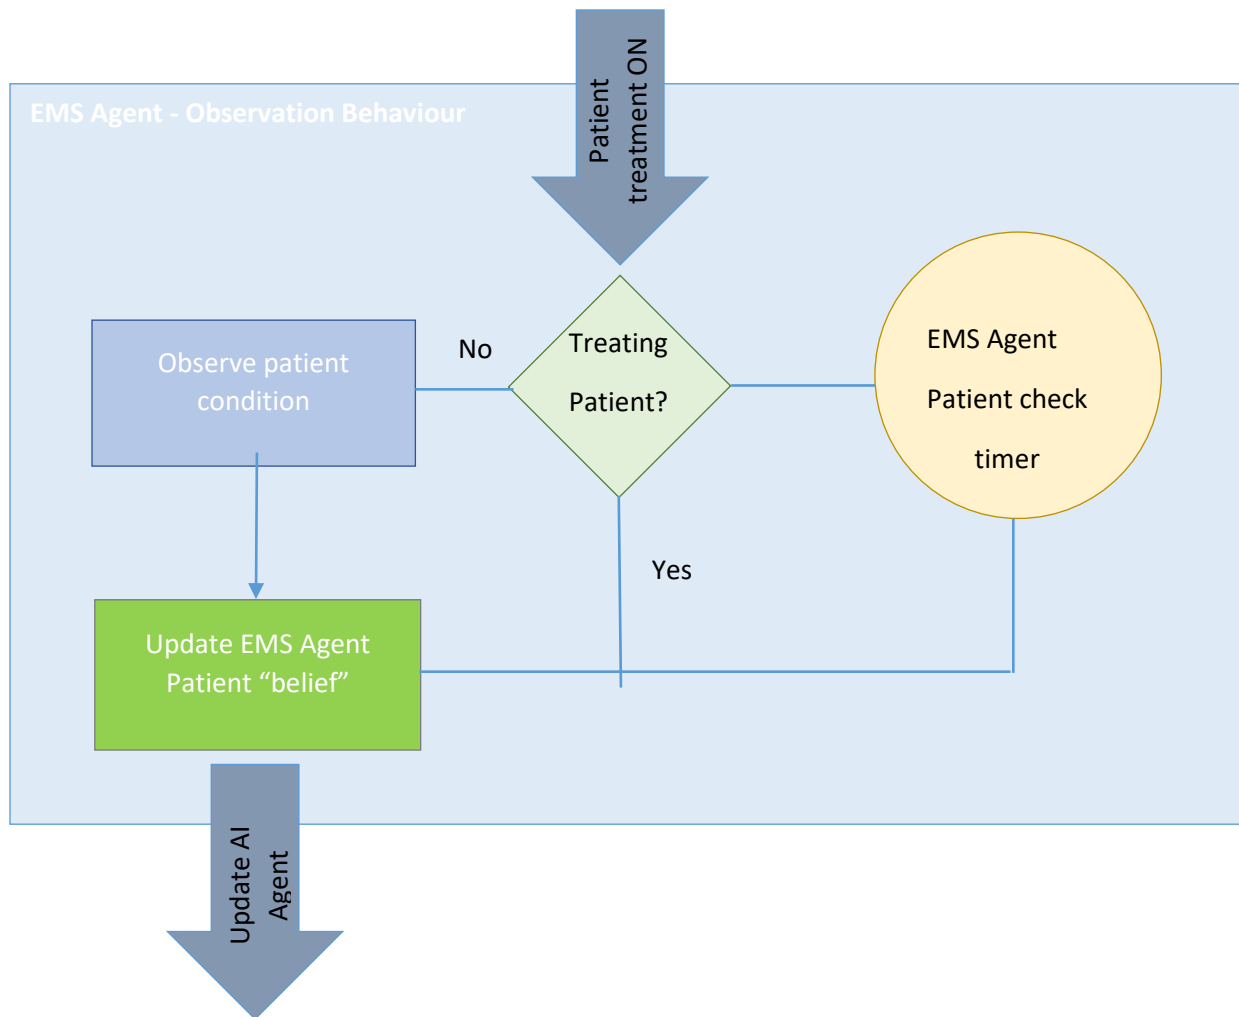 Patient
treatment ON
EMS Agent - Observation Behaviour
Observe patient
condition
No
Treating
Patient?
EMS Agent
Patient check
timer
Yes
Update EMS Agent
Patient “belief”
Update AI
Agent